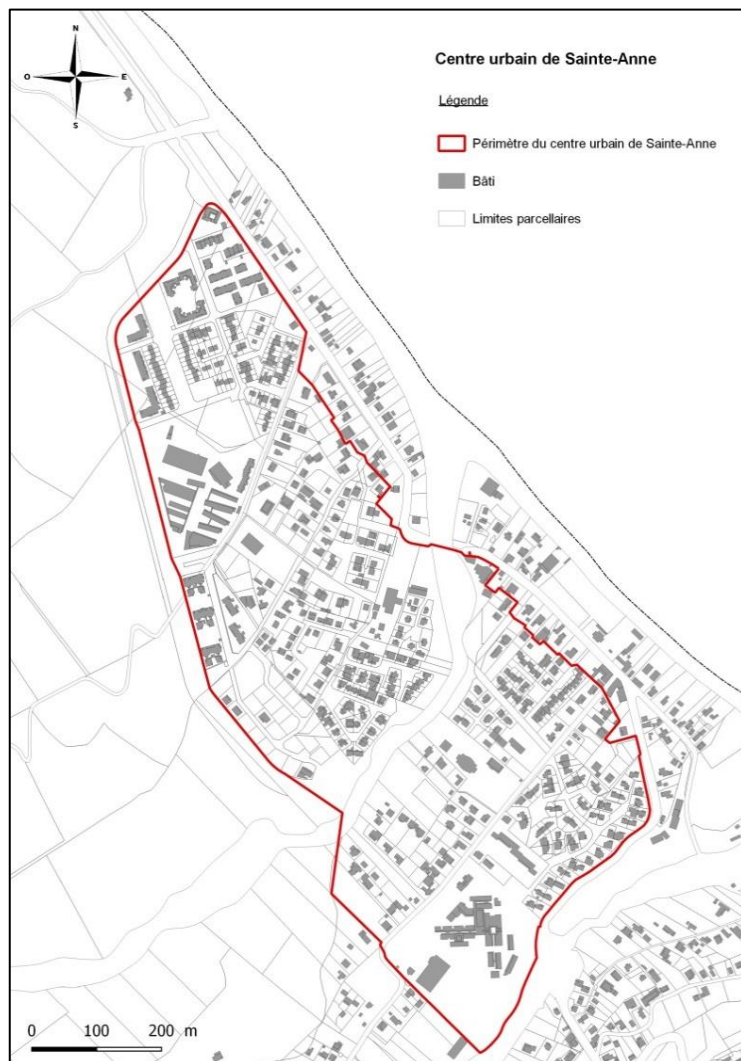 Centre urbain de Sainte-Anne
N
O
E
S
Légende
Périmètre du centre urbain de Sainte-Anne
Bâti
Limites parcellaires
0 100 200 m